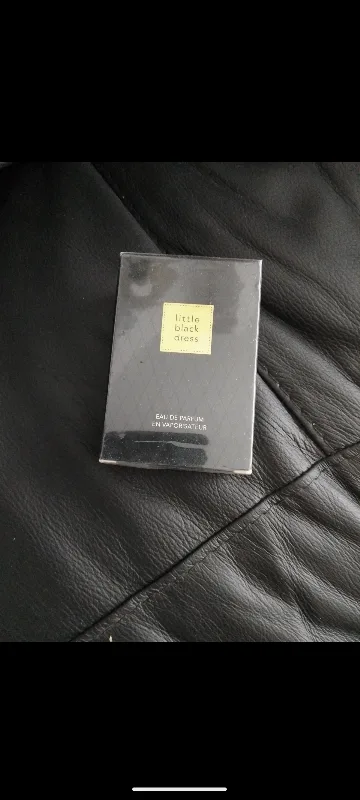 little
black
dress
EAU DE PARFUM
EN VAPORISATEUR